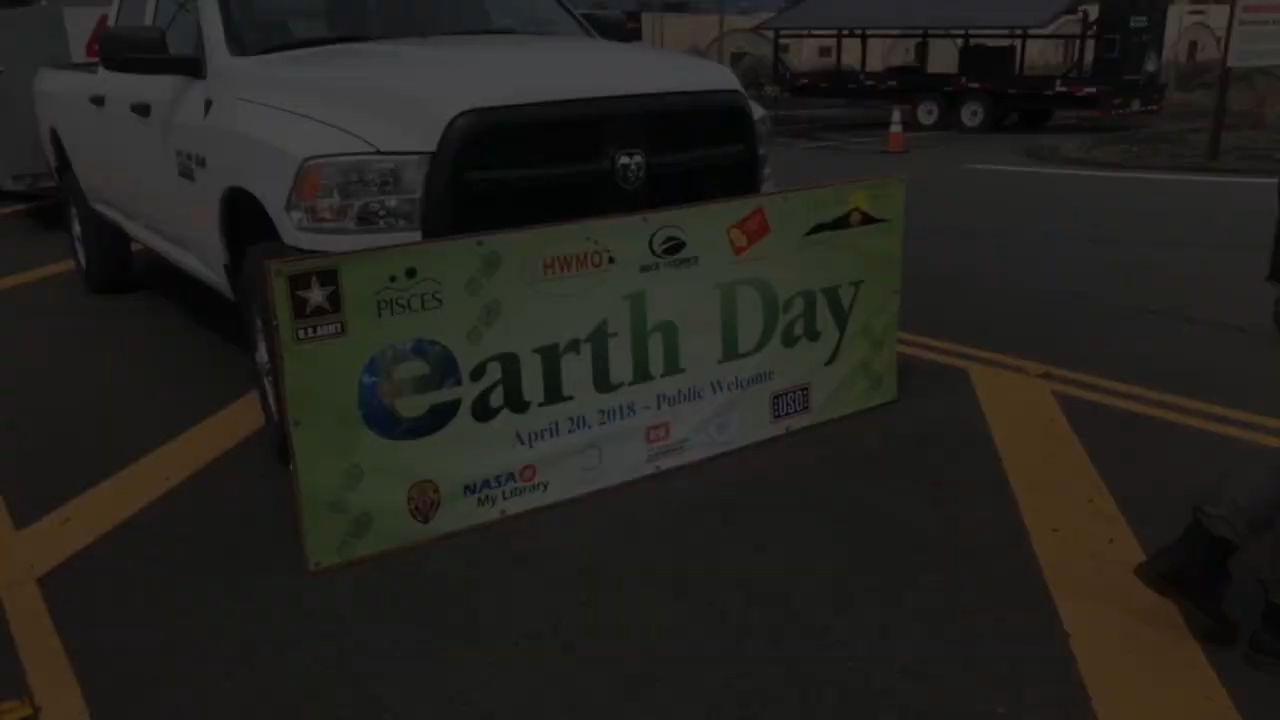 U.S.ARMY
PISCES
HWMO
earth Day
April 20, 2018 ~ Public Welcome
USO
NASA@
My Library